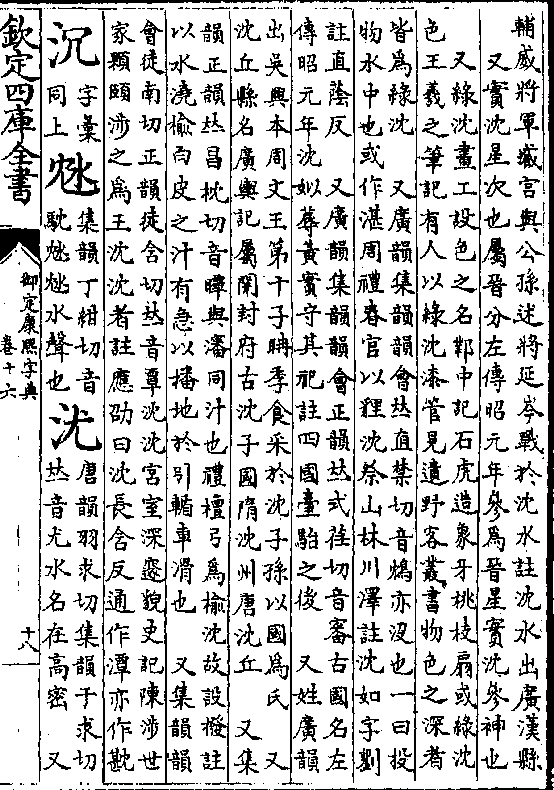 輔威將軍臧宮與公孫述將延岑戰於沈水註沈水出廣漢縣
又實沈星次也屬晉分左傳昭元年參為晉星實沈參神也
又綠沈畫工設色之名鄴中記石虎造象牙桃枝扇或綠沈
色王羲之筆記有人以綠沈漆管見遺野客叢書物色之深者
皆為綠沈 又廣韻集韻韻會𠀤直禁切音鴆亦沒也一曰投
物水中也或作湛周禮春官以貍沈祭山林川澤註沈如字劉
註直蔭反 又廣韻集韻韻會正韻𠀤式荏切音審古國名左
傳昭元年沈姒蓐黃實守其祀註四國臺駘之後 又姓廣韻
出吳興本周文王第十子季食采於沈子孫以國為氏 又
沈丘縣名廣輿記屬開封府古沈子國隋沈州唐沈丘 又集
韻正韻𠀤昌枕切音瞫與瀋同汁也禮檀弓為楡沈故設撥註
以水澆楡白皮之汁有急以播地於引輴車滑也 又集韻韻
會徒南切正韻徒含切𠀤音覃沈沈宮室深邃貌史記陳涉世
家顆頤涉之為王沈沈者註應劭曰沈長含反通作潭亦作黮
沉
字彙
同上
集韻丁紺切音
水聲也
沋
唐韻羽求切集韻于求切
𠀤音尤水名在高密 又
欽定四庫全書
御定康熙字典
卷十六
十八